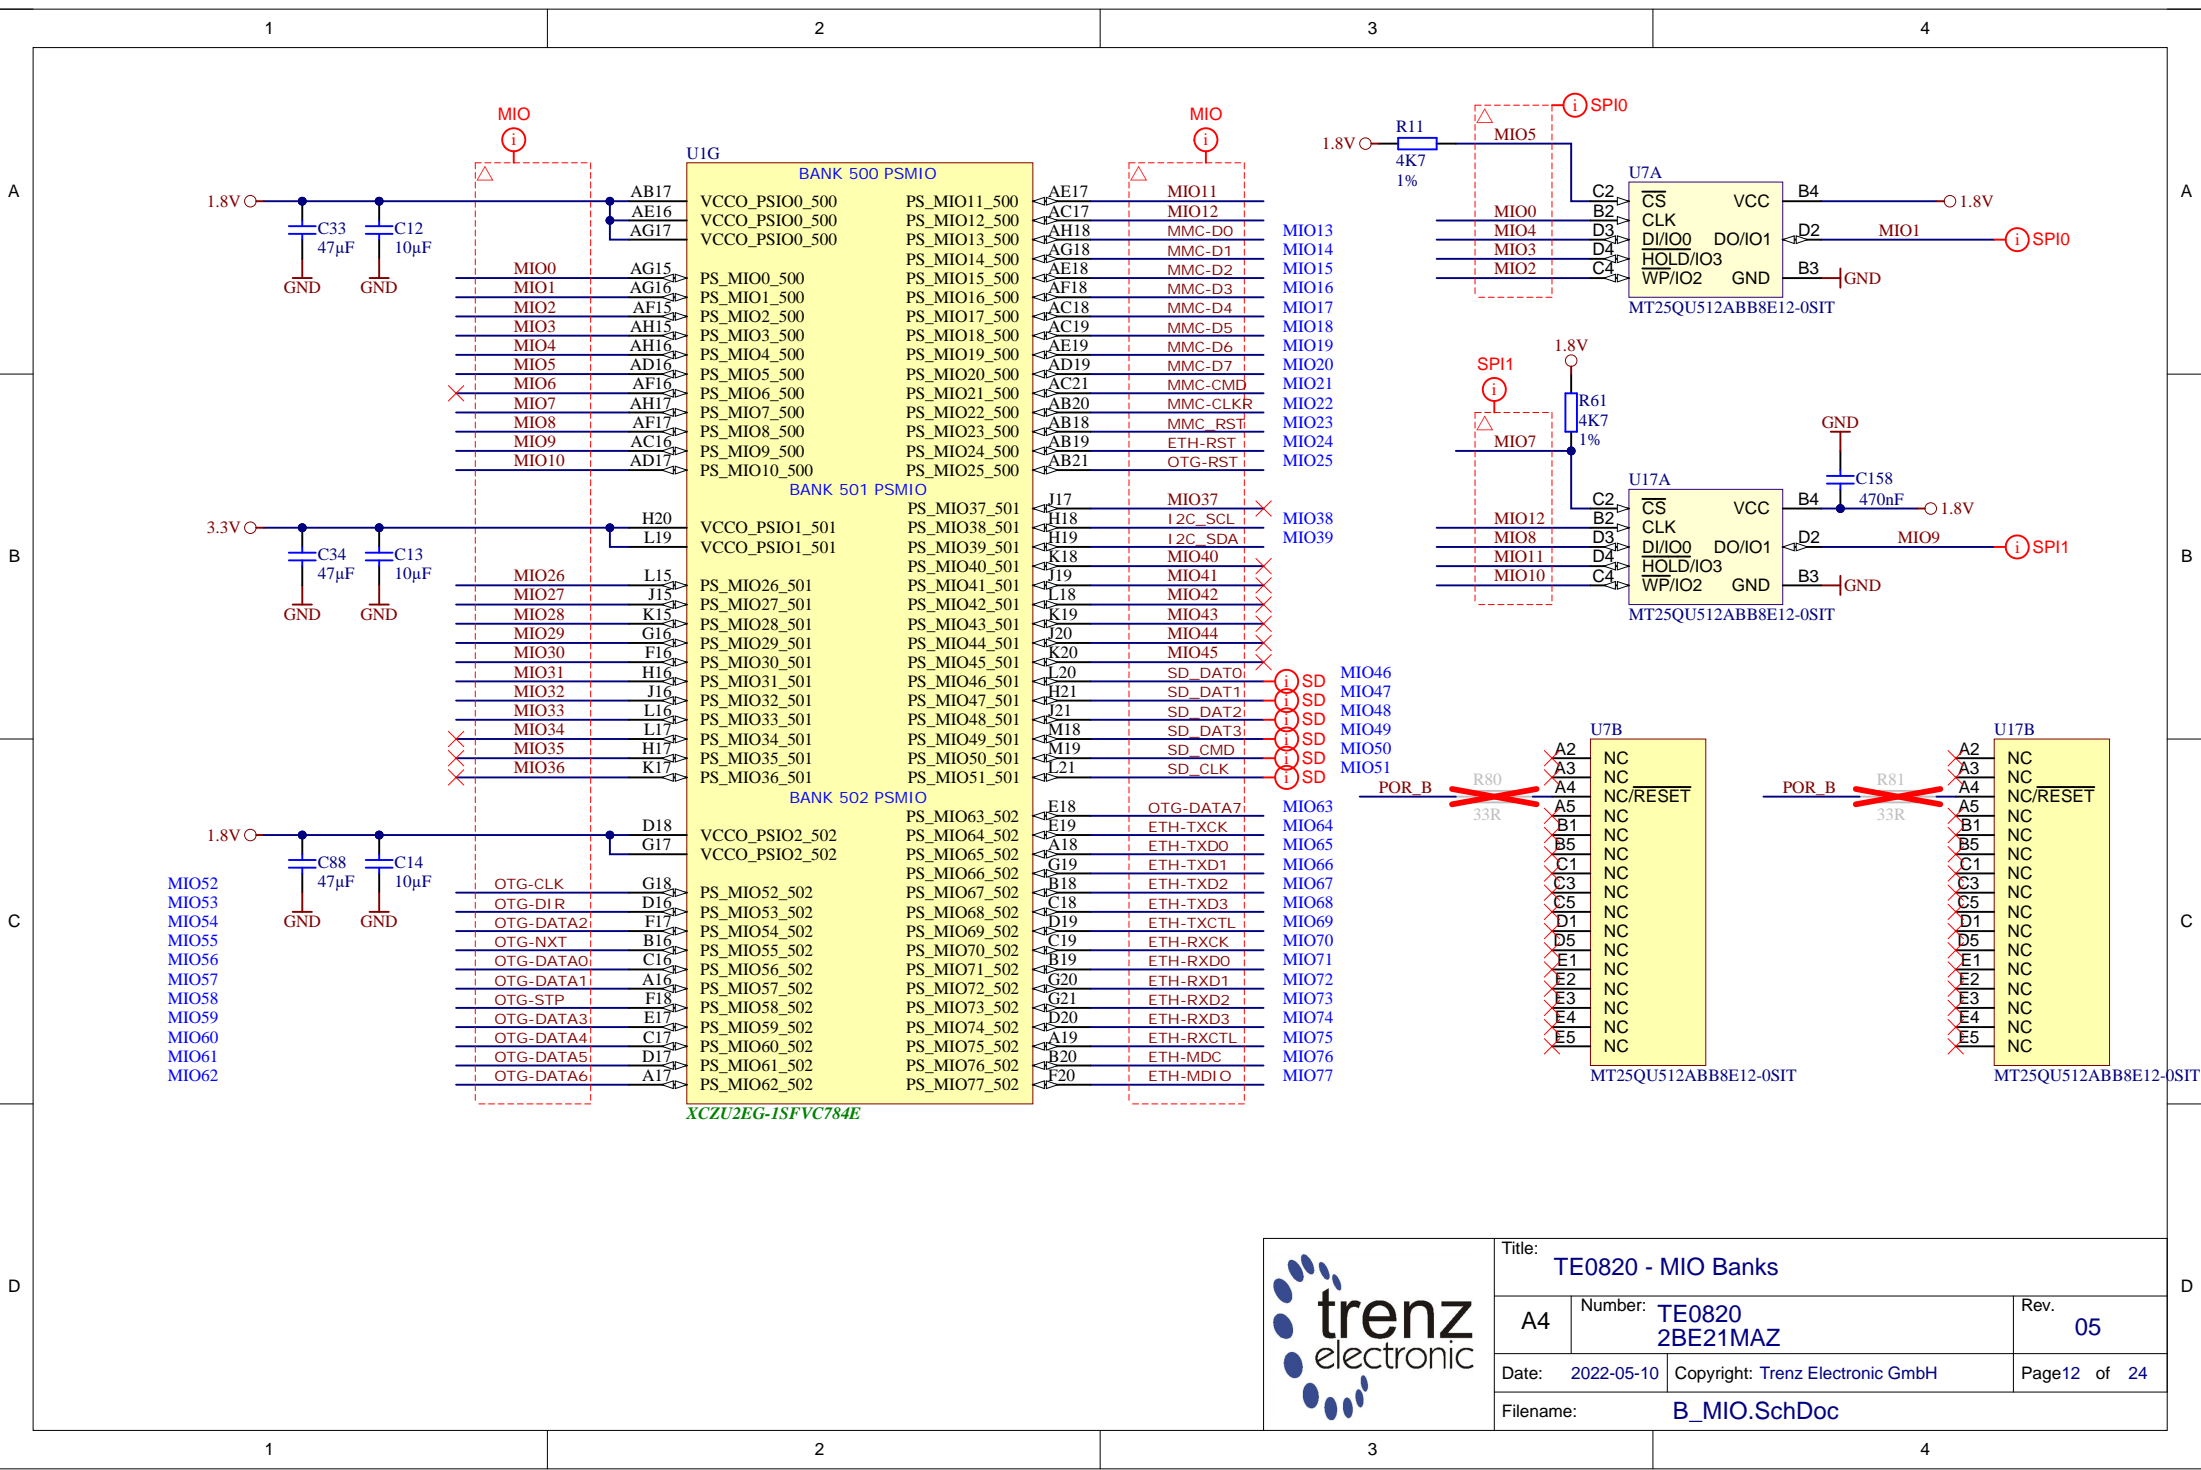 1 2 3 4
A
B
C
D
MIO
U1G
BANK 500 PSMIO
1.8V
C33
47µF
GND
C12
10µF
GND
AB17 VCCO_PSIO0_500
AE16 VCCO_PSIO0_500
AG17 VCCO_PSIO0_500
MIO0 AG15 PS_MIO0_500
MIO1 AG16 PS_MIO1_500
MIO2 AF15 PS_MIO2_500
MIO3 AH15 PS_MIO3_500
MIO4 AH16 PS_MIO4_500
MIO5 AD16 PS_MIO5_500
MIO6 AF16 PS_MIO6_500
MIO7 AH17 PS_MIO7_500
MIO8 AF17 PS_MIO8_500
MIO9 AC16 PS_MIO9_500
MIO10 AD17 PS_MIO10_500
MIO
PS_MIO11_500 AE17 MIO11
PS_MIO12_500 AC17 MIO12
PS_MIO13_500 AH18 MMC-D0 MIO13
PS_MIO14_500 AG18 MMC-D1 MIO14
PS_MIO15_500 AE18 MMC-D2 MIO15
PS_MIO16_500 AF18 MMC-D3 MIO16
PS_MIO17_500 AC18 MMC-D4 MIO17
PS_MIO18_500 AC19 MMC-D5 MIO18
PS_MIO19_500 AE19 MMC-D6 MIO19
PS_MIO20_500 AD19 MMC-D7 MIO20
PS_MIO21_500 AC21 MMC-CMD MIO21
PS_MIO22_500 AB20 MMC-CLKR MIO22
PS_MIO23_500 AB18 MMC_RST MIO23
PS_MIO24_500 AB19 ETH-RST MIO24
PS_MIO25_500 AB21 OTG-RST MIO25
BANK 501 PSMIO
3.3V
C34
47µF
GND
C13
10µF
GND
H20 VCCO_PSIO1_501
L19 VCCO_PSIO1_501
MIO26 L15 PS_MIO26_501
MIO27 J15 PS_MIO27_501
MIO28 K15 PS_MIO28_501
MIO29 G16 PS_MIO29_501
MIO30 F16 PS_MIO30_501
MIO31 H16 PS_MIO31_501
MIO32 J16 PS_MIO32_501
MIO33 L16 PS_MIO33_501
MIO34 L17 PS_MIO34_501
MIO35 H17 PS_MIO35_501
MIO36 K17 PS_MIO36_501
PS_MIO37_501 J17 MIO37
PS_MIO38_501 H18 I2C_SCL MIO38
PS_MIO39_501 H19 I2C_SDA MIO39
PS_MIO40_501 K18 MIO40
PS_MIO41_501 J19 MIO41
PS_MIO42_501 L18 MIO42
PS_MIO43_501 K19 MIO43
PS_MIO44_501 J20 MIO44
PS_MIO45_501 K20 MIO45
PS_MIO46_501 L20 SD_DAT0 i SD MIO46
PS_MIO47_501 H21 SD_DAT1 i SD MIO47
PS_MIO48_501 J21 SD_DAT2 i SD MIO48
PS_MIO49_501 M18 SD_DAT3 i SD MIO49
PS_MIO50_501 M19 SD_CMD i SD MIO50
PS_MIO51_501 L21 SD_CLK i SD MIO51
BANK 502 PSMIO
1.8V
C88
47µF
GND
C14
10µF
GND
D18 VCCO_PSIO2_502
G17 VCCO_PSIO2_502
MIO52 OTG-CLK G18 PS_MIO52_502
MIO53 OTG-DIR D16 PS_MIO53_502
MIO54 OTG-DATA2 F17 PS_MIO54_502
MIO55 OTG-NXT B16 PS_MIO55_502
MIO56 OTG-DATA0 C16 PS_MIO56_502
MIO57 OTG-DATA1 A16 PS_MIO57_502
MIO58 OTG-STP F18 PS_MIO58_502
MIO59 OTG-DATA3 E17 PS_MIO59_502
MIO60 OTG-DATA4 C17 PS_MIO60_502
MIO61 OTG-DATA5 D17 PS_MIO61_502
MIO62 OTG-DATA6 A17 PS_MIO62_502
PS_MIO63_502 E18 OTG-DATA7 MIO63
PS_MIO64_502 E19 ETH-TXCK MIO64
PS_MIO65_502 A18 ETH-TXD0 MIO65
PS_MIO66_502 G19 ETH-TXD1 MIO66
PS_MIO67_502 B18 ETH-TXD2 MIO67
PS_MIO68_502 C18 ETH-TXD3 MIO68
PS_MIO69_502 D19 ETH-TXCTL MIO69
PS_MIO70_502 C19 ETH-RXCK MIO70
PS_MIO71_502 B19 ETH-RXD0 MIO71
PS_MIO72_502 G20 ETH-RXD1 MIO72
PS_MIO73_502 G21 ETH-RXD2 MIO73
PS_MIO74_502 D20 ETH-RXD3 MIO74
PS_MIO75_502 A19 ETH-RXCTL MIO75
PS_MIO76_502 B20 ETH-MDC MIO76
PS_MIO77_502 F20 ETH-MDIO MIO77
XCZU2EG-1SFVC784E
i SPI0
1.8V
R11
4K7
1%
U7A
MIO5 C2 CS VCC B4 1.8V
MIO0 B2 CLK
MIO4 D3 DI/IO0 DO/IO1 D2 MIO1 i SPI0
MIO3 D4 HOLD/IO3
MIO2 C4 WP/IO2 GND B3 GND
MT25QU512ABB8E12-0SIT
SPI1
1.8V
R61
4K7
1%
GND
C158
470nF
U17A
MIO7 C2 CS VCC B4 1.8V
MIO12 B2 CLK
MIO8 D3 DI/IO0 DO/IO1 D2 MIO9 i SPI1
MIO11 D4 HOLD/IO3
MIO10 C4 WP/IO2 GND B3 GND
MT25QU512ABB8E12-0SIT
U7B
A2 NC
A3 NC
POR_B R80 33R A4 NC/RESET
A5 NC
B1 NC
B5 NC
C1 NC
C3 NC
C5 NC
D1 NC
D5 NC
E1 NC
E2 NC
E3 NC
E4 NC
E5 NC
MT25QU512ABB8E12-0SIT
U17B
A2 NC
A3 NC
POR_B R81 33R A4 NC/RESET
A5 NC
B1 NC
B5 NC
C1 NC
C3 NC
C5 NC
D1 NC
D5 NC
E1 NC
E2 NC
E3 NC
E4 NC
E5 NC
MT25QU512ABB8E12-0SIT
trenz
electronic
Title:
TE0820 - MIO Banks
A4
Number: TE0820
2BE21MAZ
Rev.
05
Date: 2022-05-10 Copyright: Trenz Electronic GmbH Page12 of 24
Filename: B_MIO.SchDoc
A
B
C
D
1 2 3 4